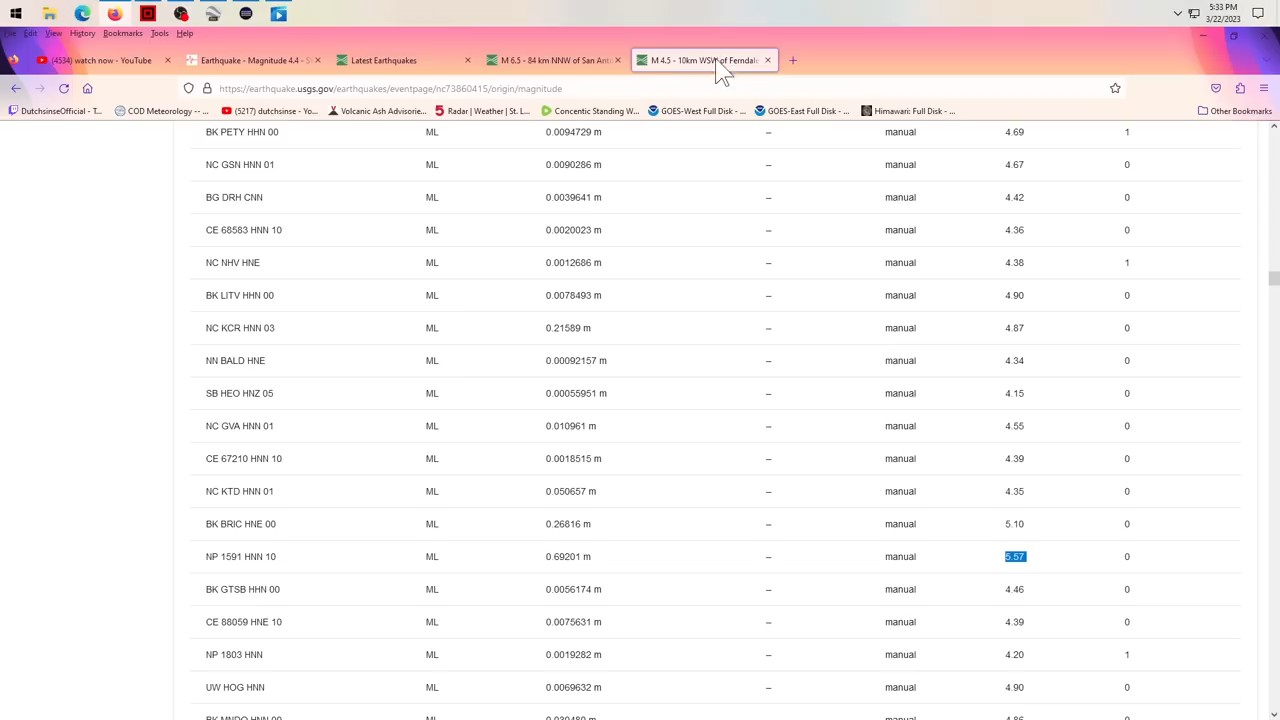 5:33 PM
3/22/2023
File Edit View History Bookmarks Tools Help
(4534) watch now - YouTube × Earthquake - Magnitude 4.4 - S × Latest Earthquakes × M 6.5 - 84 km NNW of San Ant × M 4.5 - 10km WSW of Ferndale × +
https://earthquake.usgs.gov/earthquakes/eventpage/nc73860415/origin/magnitude
DutchsinseOfficial - T... COD Meteorology -- ... (5217) dutchsinse - Yo... Volcanic Ash Advisorie... Radar | Weather | St. L... Concentic Standing W... GOES-West Full Disk -... GOES-East Full Disk - ... Himawari: Full Disk - ... Other Bookmarks
BK PETY HHN 00 ML 0.0094729 m – manual 4.69 1
NC GSN HNN 01 ML 0.0090286 m – manual 4.67 0
BG DRH CNN ML 0.0039641 m – manual 4.42 0
CE 68583 HNN 10 ML 0.0020023 m – manual 4.36 0
NC NHV HNE ML 0.0012686 m – manual 4.38 1
BK LITV HHN 00 ML 0.0078493 m – manual 4.90 0
NC KCR HNN 03 ML 0.21589 m – manual 4.87 0
NN BALD HNE ML 0.00092157 m – manual 4.34 0
SB HEO HNZ 05 ML 0.00055951 m – manual 4.15 0
NC GVA HNN 01 ML 0.010961 m – manual 4.55 0
CE 67210 HNN 10 ML 0.0018515 m – manual 4.39 0
NC KTD HNN 01 ML 0.050657 m – manual 4.35 0
BK BRIC HNE 00 ML 0.26816 m – manual 5.10 0
NP 1591 HNN 10 ML 0.69201 m – manual 5.57 0
BK GTSB HHN 00 ML 0.0056174 m – manual 4.46 0
CE 88059 HNE 10 ML 0.0075631 m – manual 4.39 0
NP 1803 HNN ML 0.0019282 m – manual 4.20 1
UW HOG HNN ML 0.0069632 m – manual 4.90 0